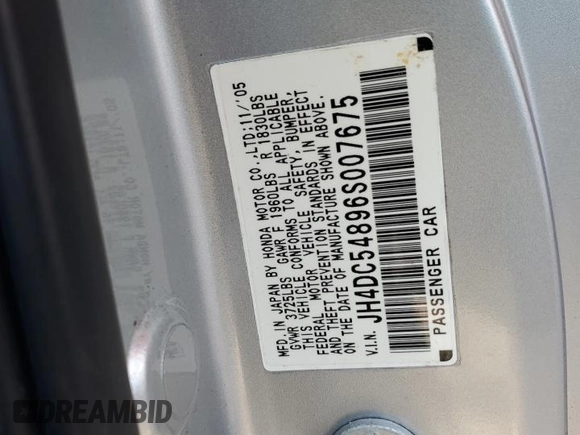 MFD. IN JAPAN BY HONDA MOTOR CO.,LTD;11/'05
GVWR 3725LBS GAWR F 1960LBS R 1830LBS
THIS VEHICLE CONFORMS TO ALL APPLICABLE
FEDERAL MOTOR VEHICLE SAFETY, BUMPER,
AND THEFT PREVENTION STANDARDS IN EFFECT
ON THE DATE OF MANUFACTURE SHOWN ABOVE.
V.I.N. JH4DC54896S007675
PASSENGER CAR
DREAMBID